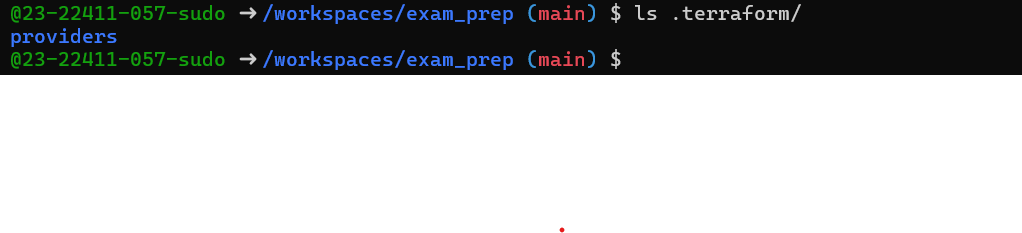 @23-22411-057-sudo ➜ /workspaces/exam_prep (main) $ ls .terraform/
providers
@23-22411-057-sudo ➜ /workspaces/exam_prep (main) $